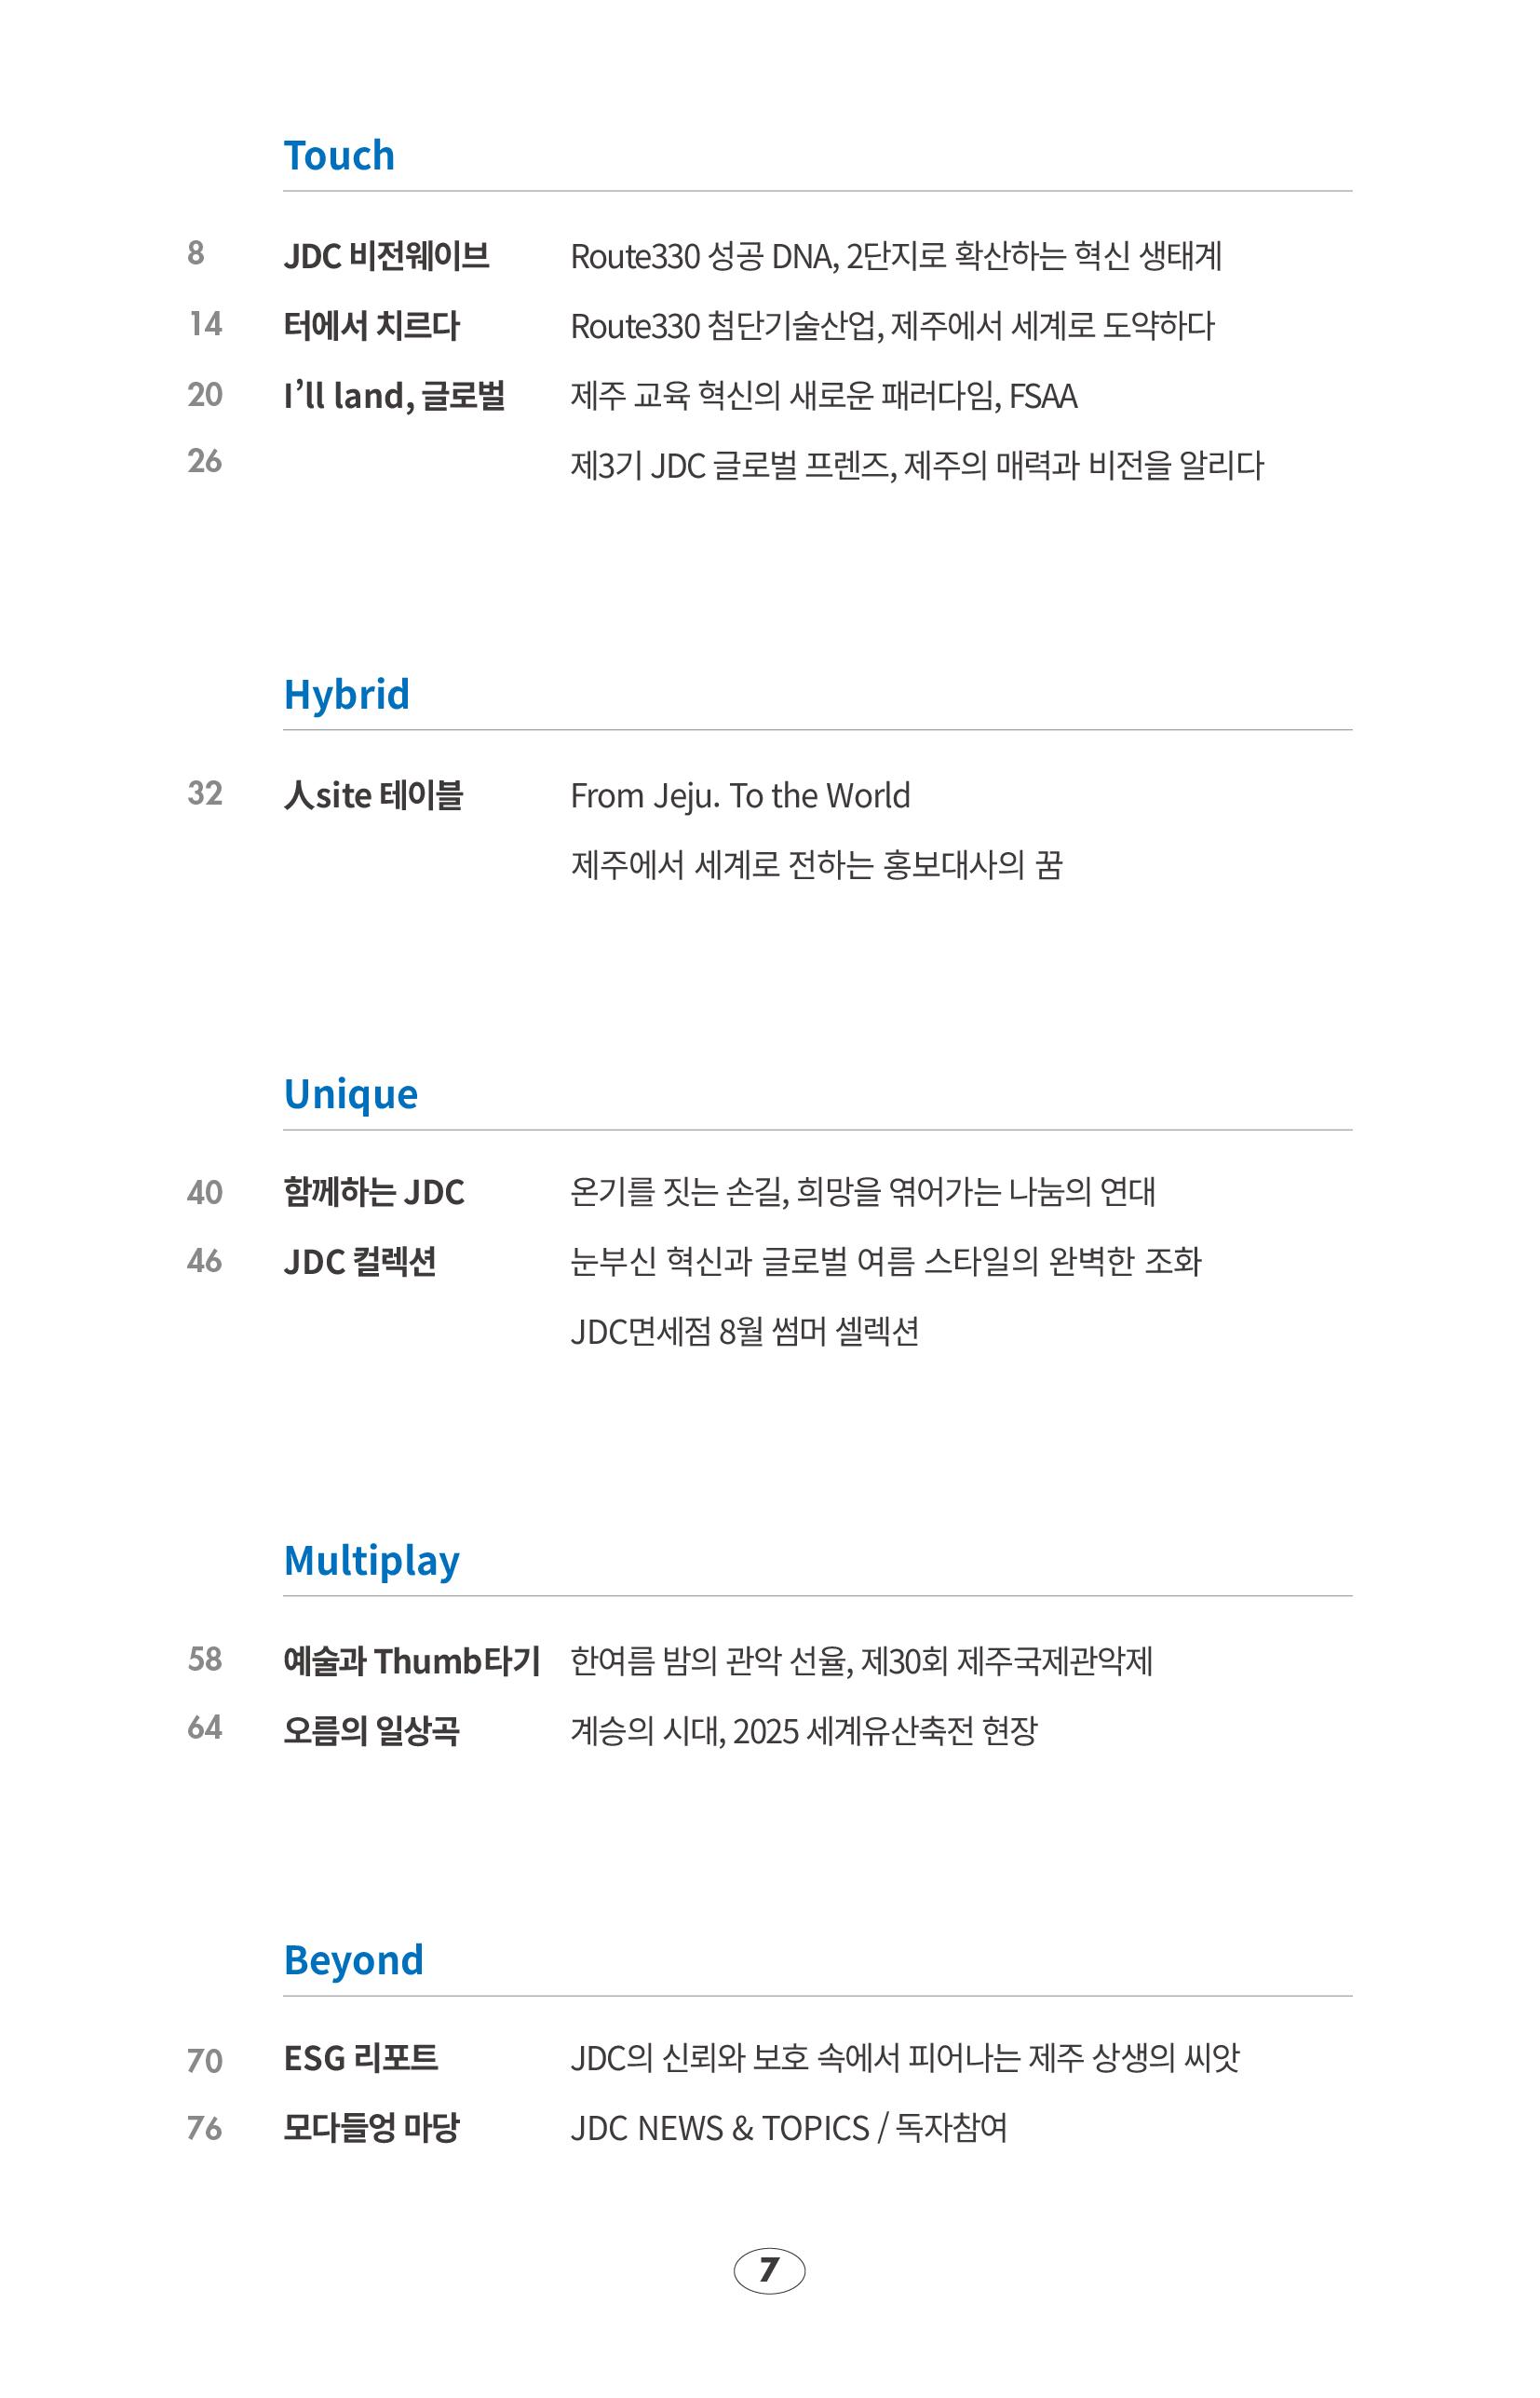 Touch
8 JDC 비전웨이브 Route330 성공 DNA, 2단지로 확산하는 혁신 생태계
14 터에서 치르다 Route330 첨단기술산업, 제주에서 세계로 도약하다
20 I’ll land, 글로벌 제주 교육 혁신의 새로운 패러다임, FSAA
26 제3기 JDC 글로벌 프렌즈, 제주의 매력과 비전을 알리다
Hybrid
32 人site 테이블 From Jeju. To the World
제주에서 세계로 전하는 홍보대사의 꿈
Unique
40 함께하는 JDC 온기를 짓는 손길, 희망을 엮어가는 나눔의 연대
46 JDC 컬렉션 눈부신 혁신과 글로벌 여름 스타일의 완벽한 조화
JDC면세점 8월 썸머 셀렉션
Multiplay
58 예술과 Thumb타기 한여름 밤의 관악 선율, 제30회 제주국제관악제
64 오름의 일상곡 계승의 시대, 2025 세계유산축전 현장
Beyond
70 ESG 리포트 JDC의 신뢰와 보호 속에서 피어나는 제주 상생의 씨앗
76 모다들엉 마당 JDC NEWS & TOPICS / 독자참여
7